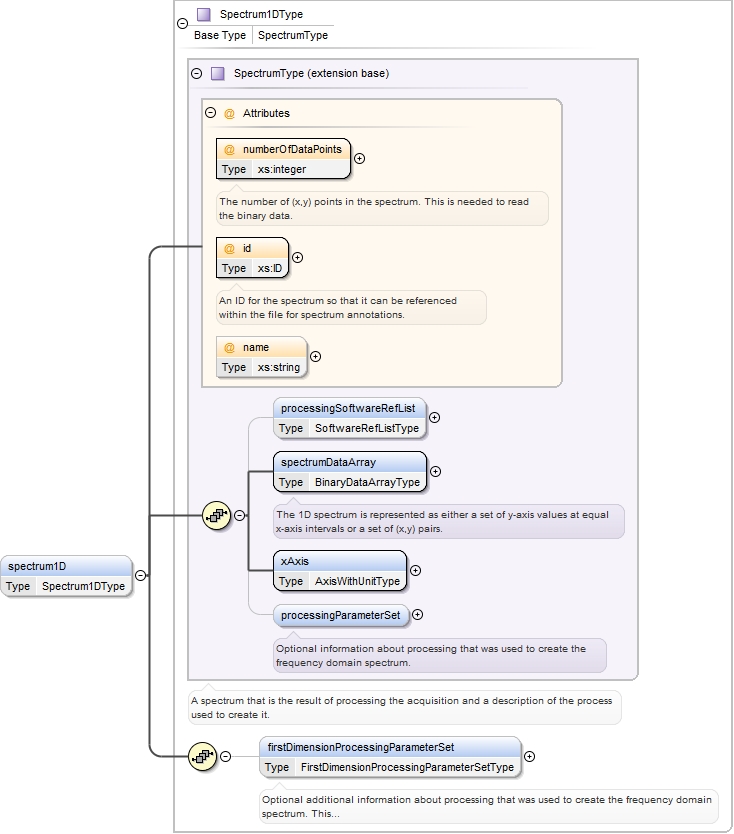 Spectrum1DType
Base Type SpectrumType
SpectrumType (extension base)
@ Attributes
@ numberOfDataPoints
Type xs:integer
The number of (x,y) points in the spectrum. This is needed to read
the binary data.
@ id
Type xs:ID
An ID for the spectrum so that it can be referenced
within the file for spectrum annotations.
@ name
Type xs:string
processingSoftwareRefList
Type SoftwareRefListType
spectrumDataArray
Type BinaryDataArrayType
The 1D spectrum is represented as either a set of y-axis values at equal
x-axis intervals or a set of (x,y) pairs.
xAxis
Type AxisWithUnitType
spectrum1D
Type Spectrum1DType
processingParameterSet
Optional information about processing that was used to create the
frequency domain spectrum.
A spectrum that is the result of processing the acquisition and a description of the process
used to create it.
firstDimensionProcessingParameterSet
Type FirstDimensionProcessingParameterSetType
Optional additional information about processing that was used to create the frequency domain
spectrum. This...